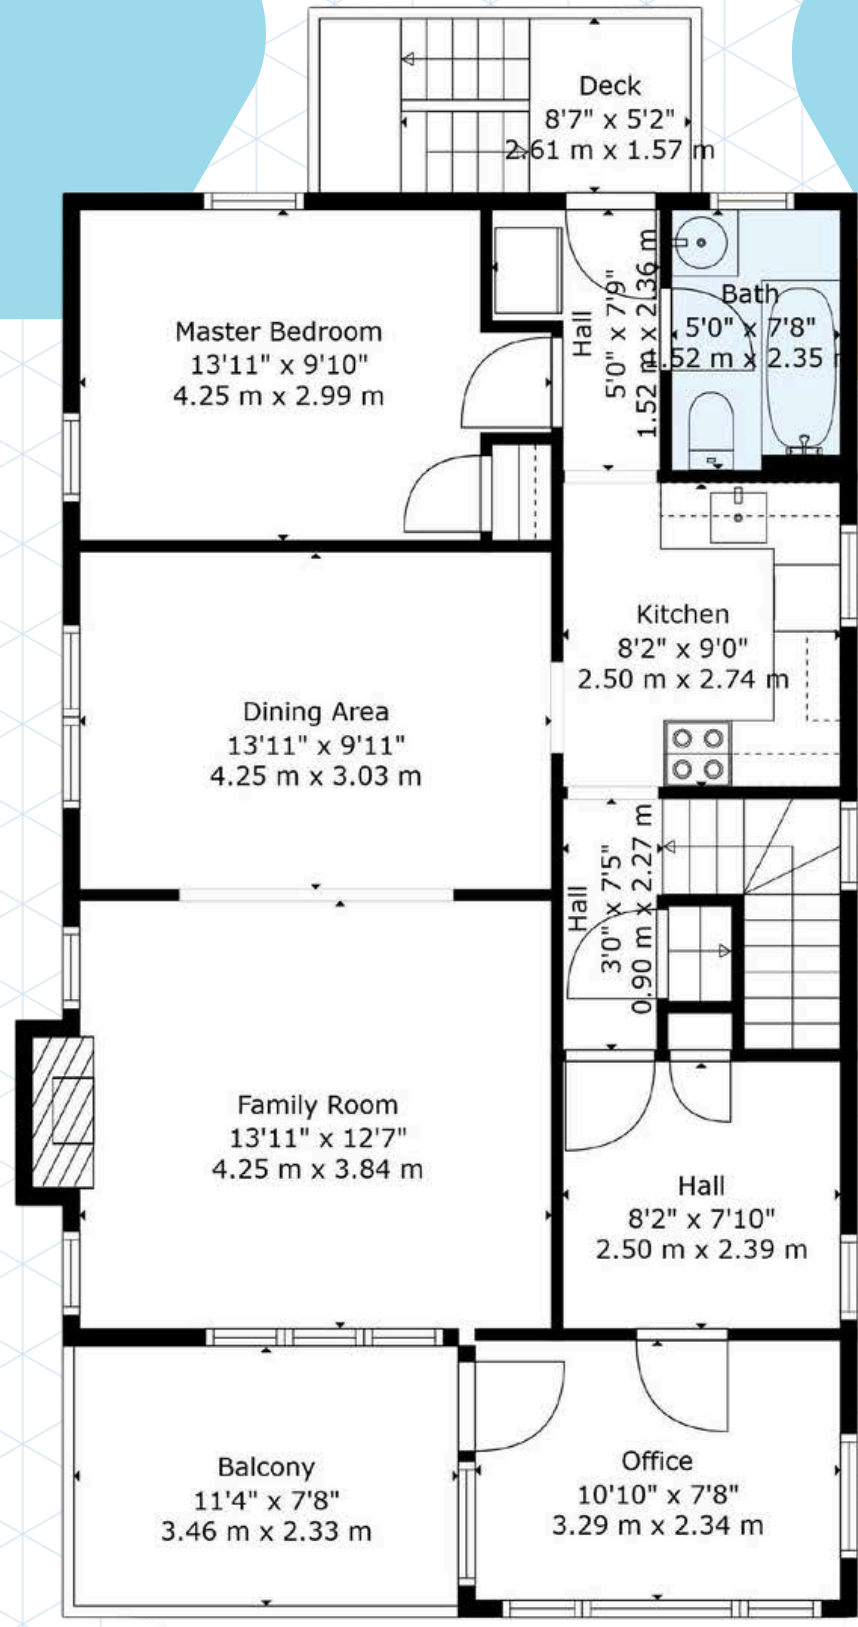 Deck
8'7" x 5'2"
2.61 m x 1.57 m
Master Bedroom
13'11" x 9'10"
4.25 m x 2.99 m
Hall
5'0" x 7'9"
1.52 m x 2.36 m
Bath
5'0" x 7'8"
1.52 m x 2.35 m
Kitchen
8'2" x 9'0"
2.50 m x 2.74 m
Dining Area
13'11" x 9'11"
4.25 m x 3.03 m
Hall
3'0" x 7'5"
0.90 m x 2.27 m
Family Room
13'11" x 12'7"
4.25 m x 3.84 m
Hall
8'2" x 7'10"
2.50 m x 2.39 m
Balcony
11'4" x 7'8"
3.46 m x 2.33 m
Office
10'10" x 7'8"
3.29 m x 2.34 m